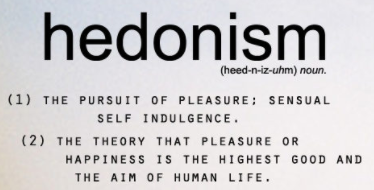 hedonism
(heed-n-iz-uhm) noun.
(1) THE PURSUIT OF PLEASURE; SENSUAL
SELF INDULGENCE.
(2) THE THEORY THAT PLEASURE OR
HAPPINESS IS THE HIGHEST GOOD AND
THE AIM OF HUMAN LIFE.